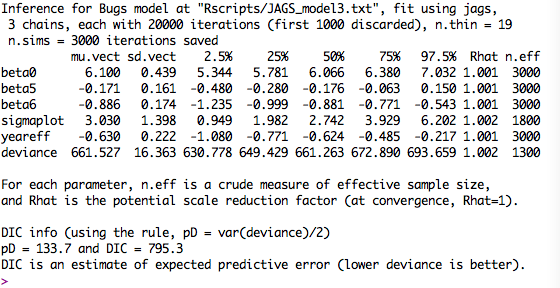 Inference for Bugs model at "Rscripts/JAGS_model3.txt", fit using jags,
 3 chains, each with 20000 iterations (first 1000 discarded), n.thin = 19
 n.sims = 3000 iterations saved
          mu.vect sd.vect    2.5%     25%     50%     75%   97.5%  Rhat n.eff
beta0       6.100   0.439   5.344   5.781   6.066   6.380   7.032 1.001  3000
beta5      -0.171   0.161  -0.480  -0.280  -0.176  -0.063   0.150 1.001  3000
beta6      -0.886   0.174  -1.235  -0.999  -0.881  -0.771  -0.543 1.001  3000
sigmaplot   3.030   1.398   0.949   1.982   2.742   3.929   6.202 1.002  1800
yeareff    -0.630   0.222  -1.080  -0.771  -0.624  -0.485  -0.217 1.001  3000
deviance  661.527  16.363 630.778 649.429 661.263 672.890 693.659 1.002  1300
For each parameter, n.eff is a crude measure of effective sample size,
and Rhat is the potential scale reduction factor (at convergence, Rhat=1).
DIC info (using the rule, pD = var(deviance)/2)
pD = 133.7 and DIC = 795.3
DIC is an estimate of expected predictive error (lower deviance is better).
>